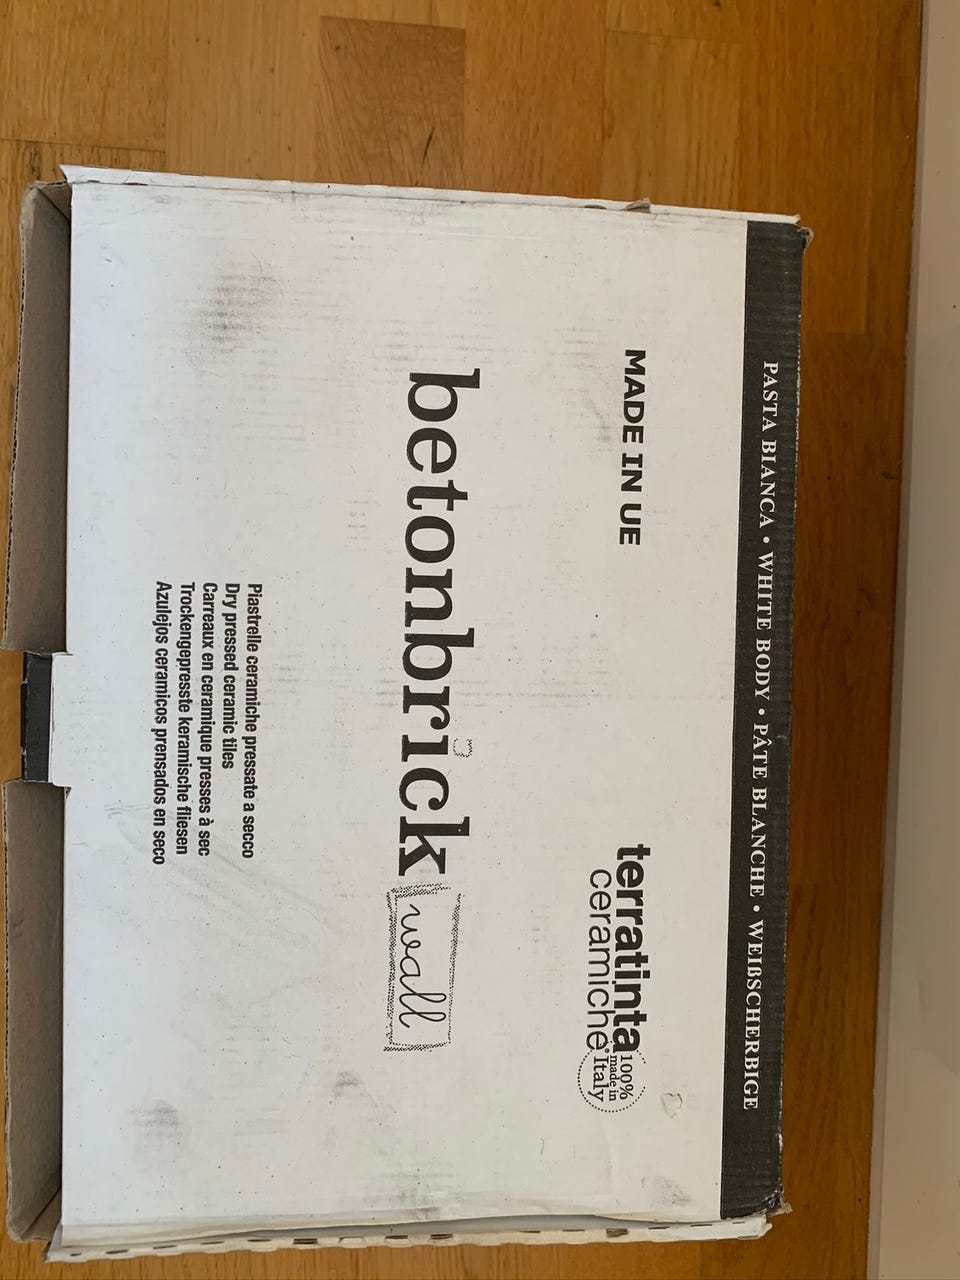 PASTA BIANCA • WHITE BODY • PÂTE BLANCHE • WEIßSCHERBIGE
MADE IN UE
terratinta
ceramiche
100%
made in
Italy
betonbrick
wall
Piastrelle ceramiche pressate a secco
Dry pressed ceramic tiles
Carreaux en ceramique presses à sec
Trockengepresste keramische fliesen
Azulejos ceramicos prensados en seco